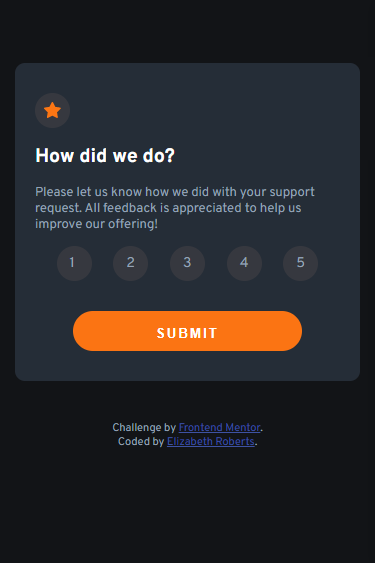 How did we do?
Please let us know how we did with your support
request. All feedback is appreciated to help us
improve our offering!
1 2 3 4 5
SUBMIT
Challenge by Frontend Mentor.
Coded by Elizabeth Roberts.